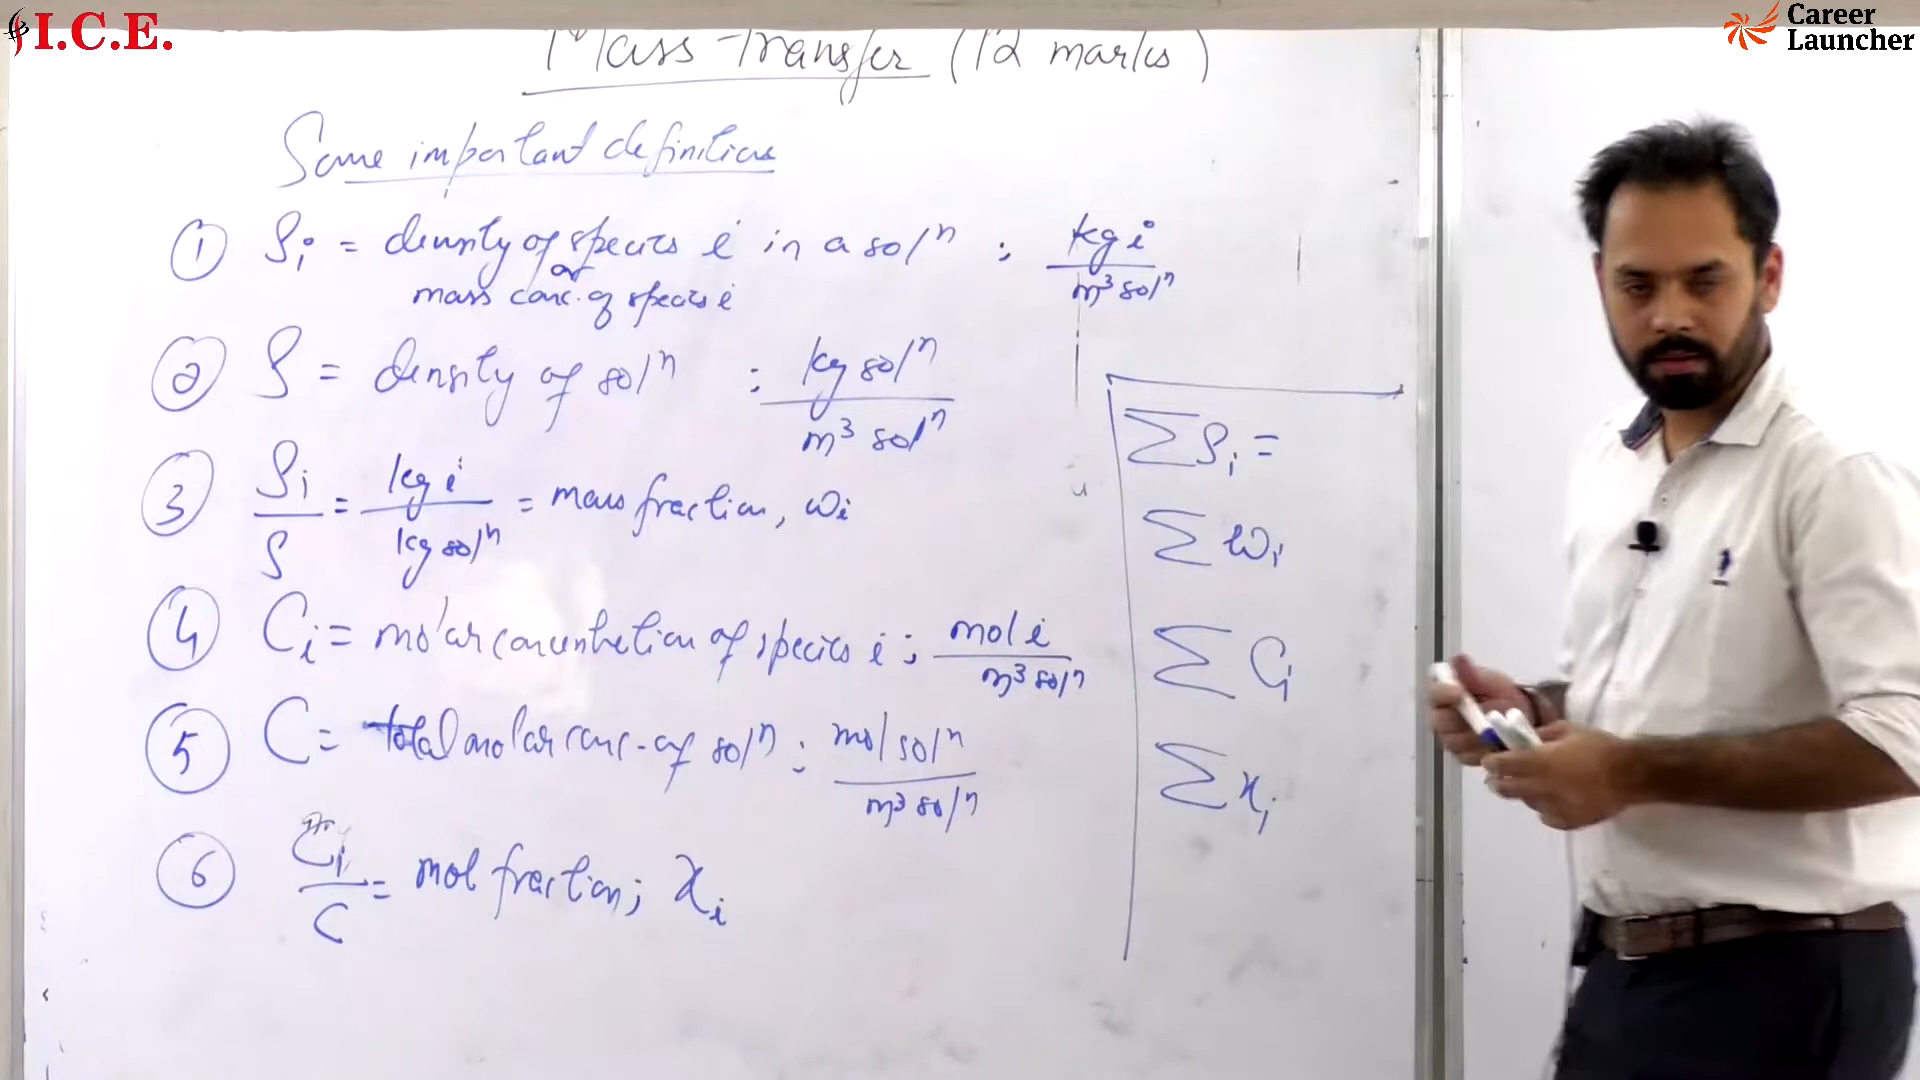 I.C.E.
Career
Launcher
Mass Transfer (12 marks)
Some important definitions
① ρi = density of species i in a solⁿ ; kg i / m³ solⁿ
or
mass conc. of species i
② ρ = density of solⁿ : kg solⁿ / m³ solⁿ
③ ρi / ρ = kg i / kg solⁿ = mass fraction, ωi
④ Ci = molar concentration of species i ; mol i / m³ solⁿ
⑤ C = total molar conc. of solⁿ : mol solⁿ / m³ solⁿ
⑥ Ci / C = mol fraction; xi
Σρi =
Σωi
ΣCi
Σxi